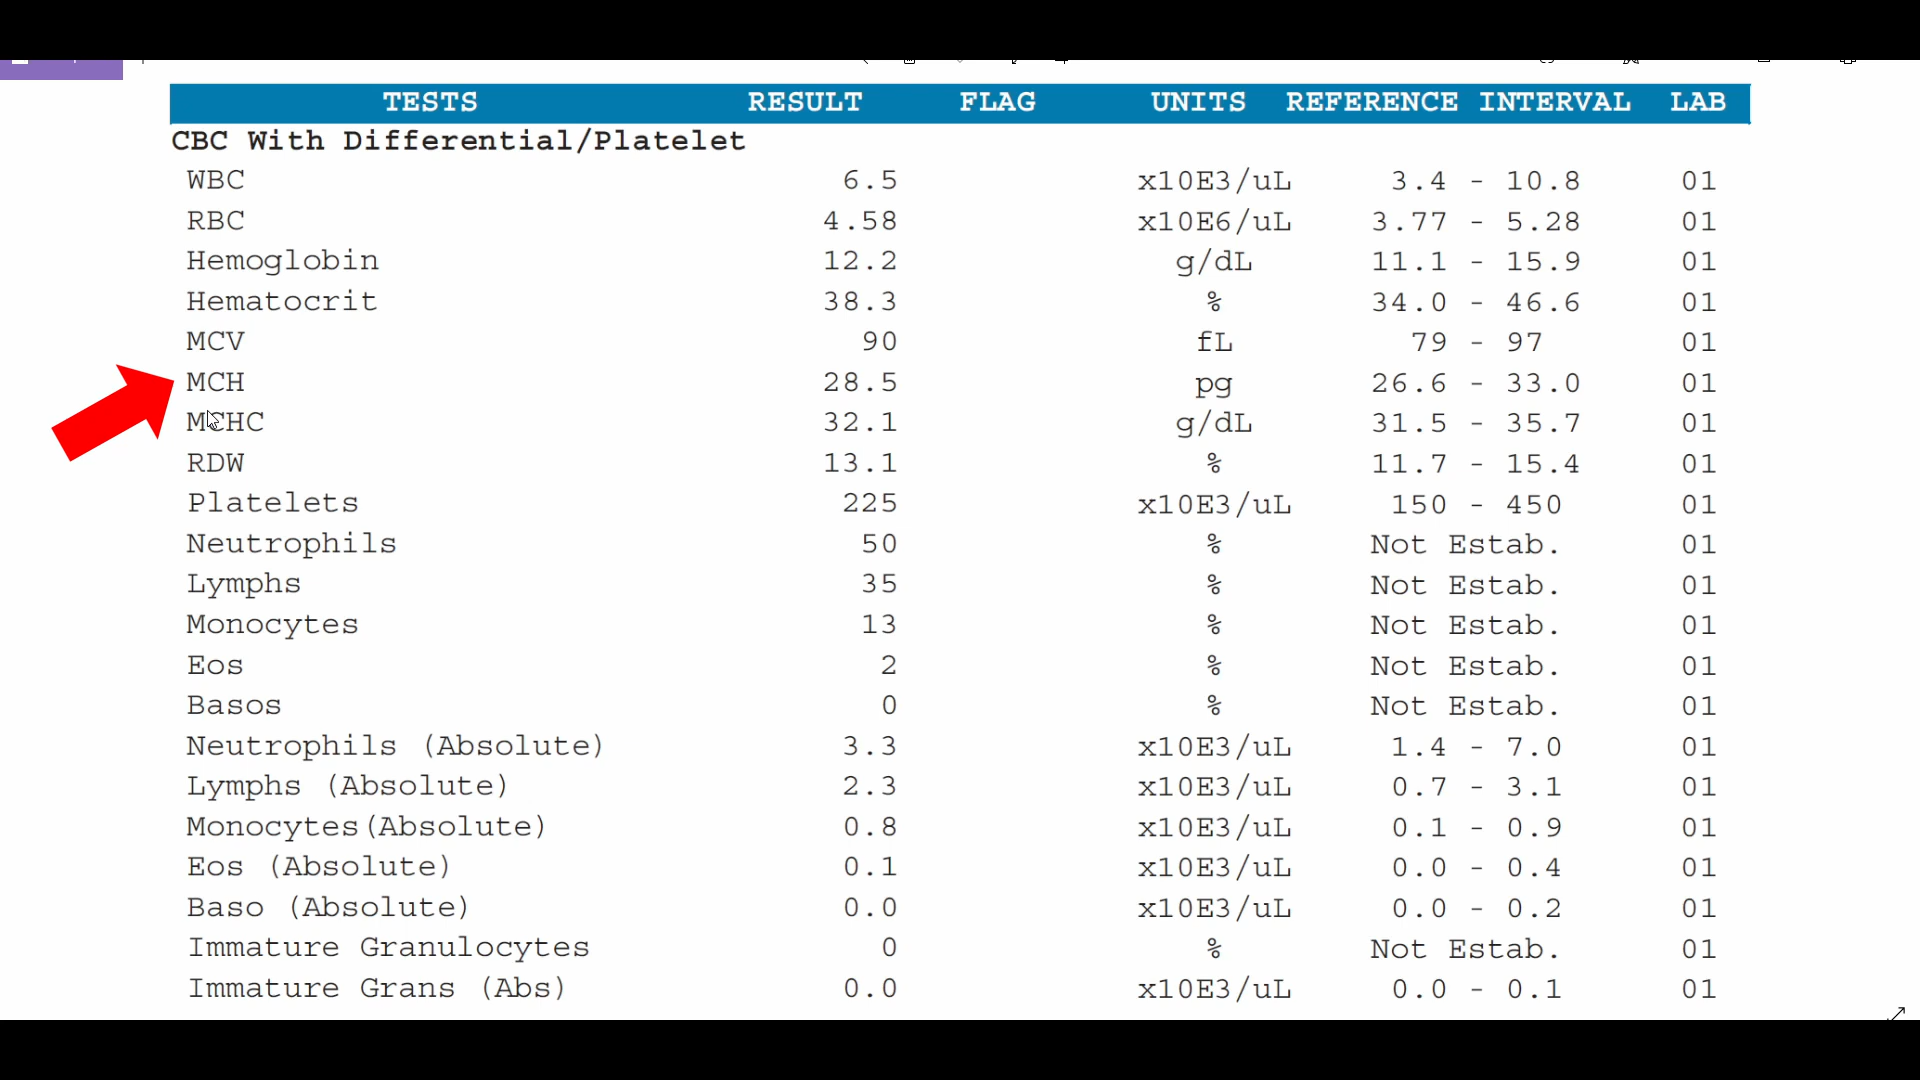 TESTS RESULT FLAG UNITS REFERENCE INTERVAL LAB
CBC With Differential/Platelet
WBC 6.5 x10E3/uL 3.4 - 10.8 01
RBC 4.58 x10E6/uL 3.77 - 5.28 01
Hemoglobin 12.2 g/dL 11.1 - 15.9 01
Hematocrit 38.3 % 34.0 - 46.6 01
MCV 90 fL 79 - 97 01
MCH 28.5 pg 26.6 - 33.0 01
MCHC 32.1 g/dL 31.5 - 35.7 01
RDW 13.1 % 11.7 - 15.4 01
Platelets 225 x10E3/uL 150 - 450 01
Neutrophils 50 % Not Estab. 01
Lymphs 35 % Not Estab. 01
Monocytes 13 % Not Estab. 01
Eos 2 % Not Estab. 01
Basos 0 % Not Estab. 01
Neutrophils (Absolute) 3.3 x10E3/uL 1.4 - 7.0 01
Lymphs (Absolute) 2.3 x10E3/uL 0.7 - 3.1 01
Monocytes(Absolute) 0.8 x10E3/uL 0.1 - 0.9 01
Eos (Absolute) 0.1 x10E3/uL 0.0 - 0.4 01
Baso (Absolute) 0.0 x10E3/uL 0.0 - 0.2 01
Immature Granulocytes 0 % Not Estab. 01
Immature Grans (Abs) 0.0 x10E3/uL 0.0 - 0.1 01